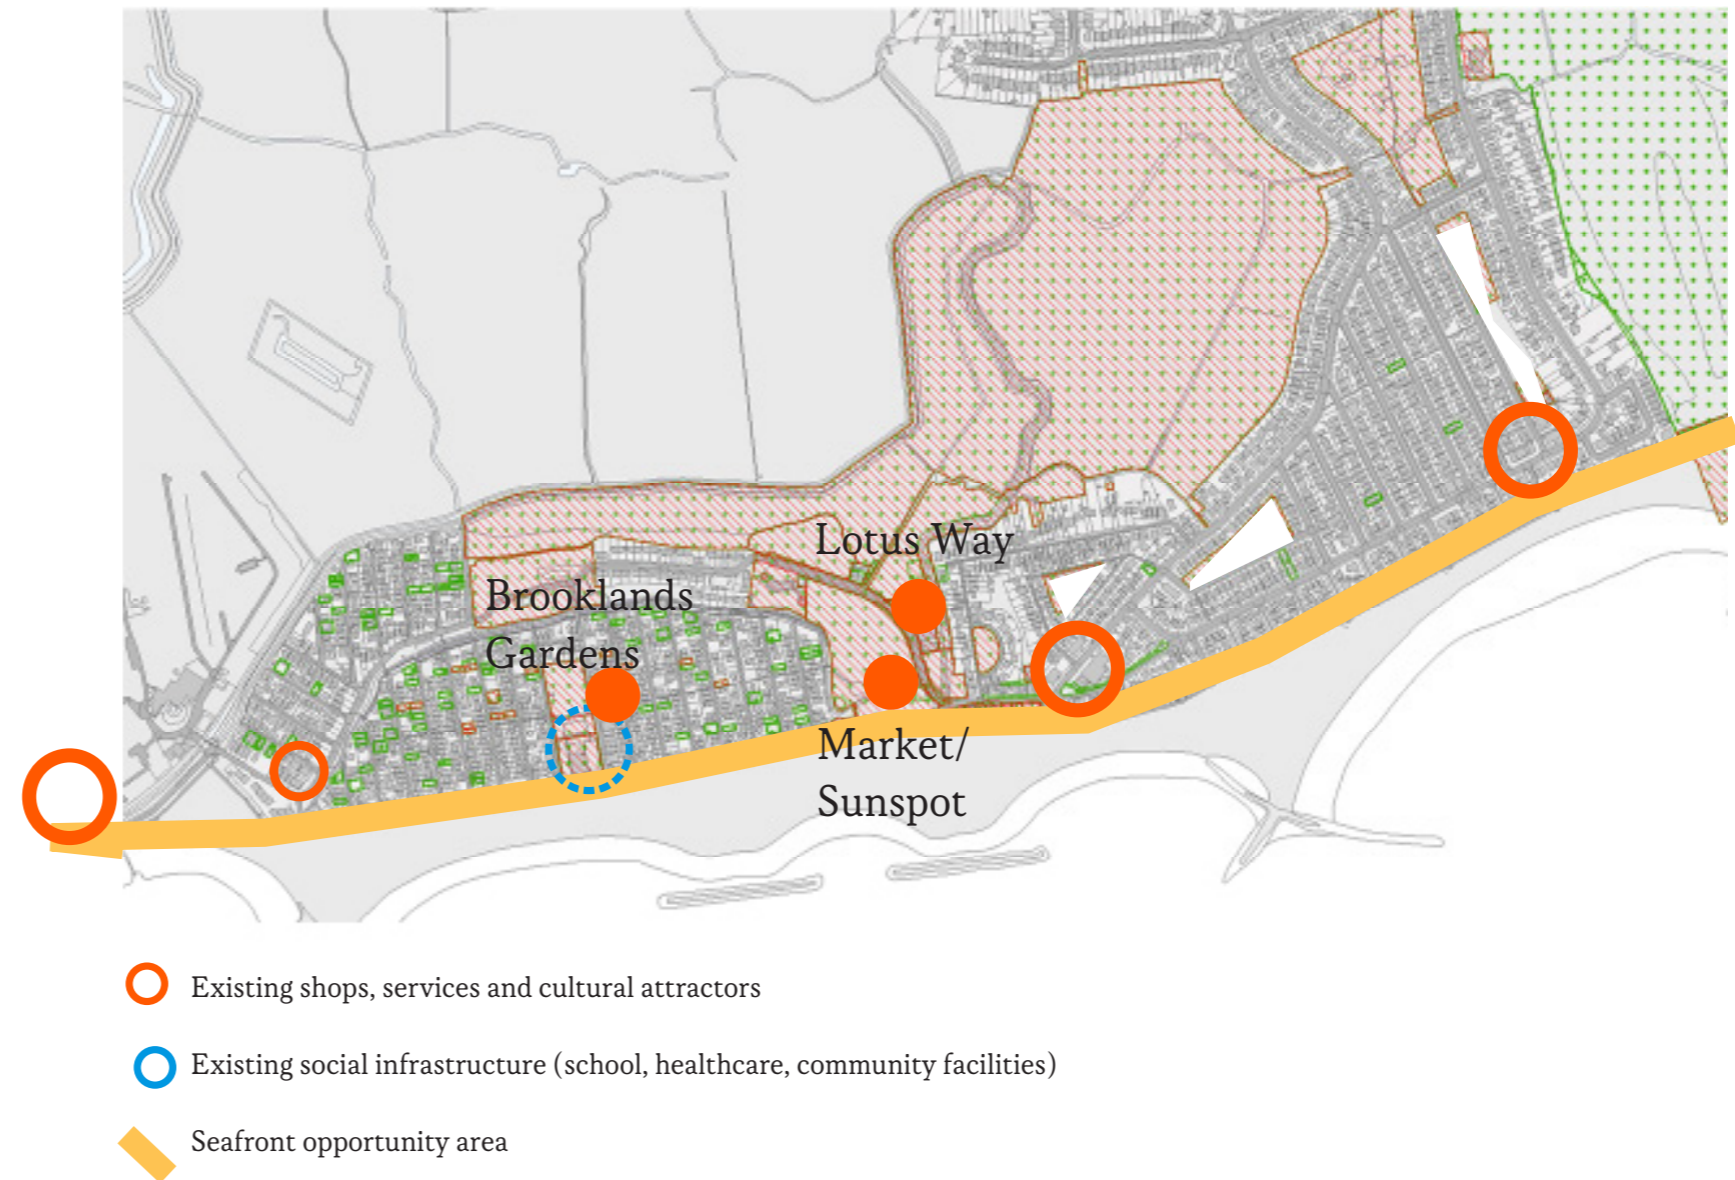 Lotus Way
Brooklands
Gardens
Market/
Sunspot
Existing shops, services and cultural attractors
Existing social infrastructure (school, healthcare, community facilities)
Seafront opportunity area